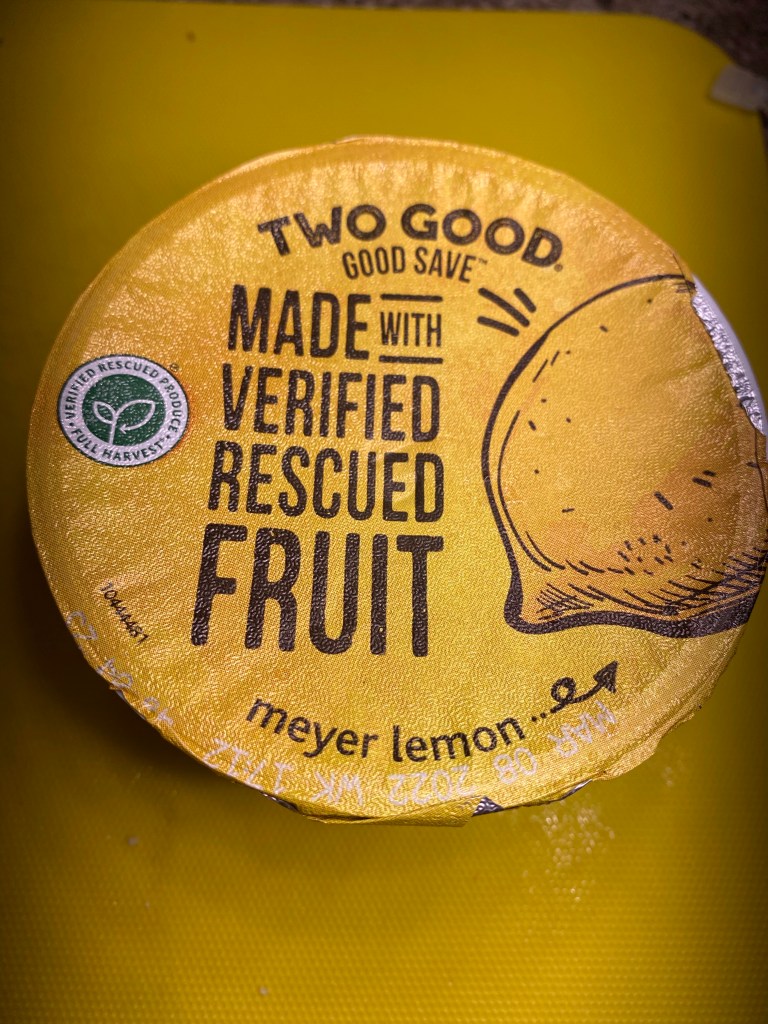 TWO GOOD®
GOOD SAVE™
MADE WITH
VERIFIED
RESCUED
FRUIT
VERIFIED RESCUED PRODUCE
• FULL HARVEST •
meyer lemon...
MAR 08 2022